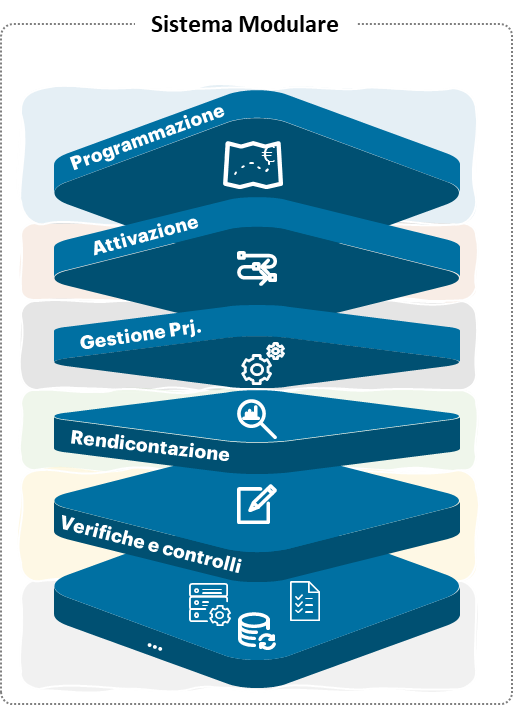 Sistema Modulare
Programmazione
€
Attivazione
Gestione Prj.
Rendicontazione
Verifiche e controlli
...